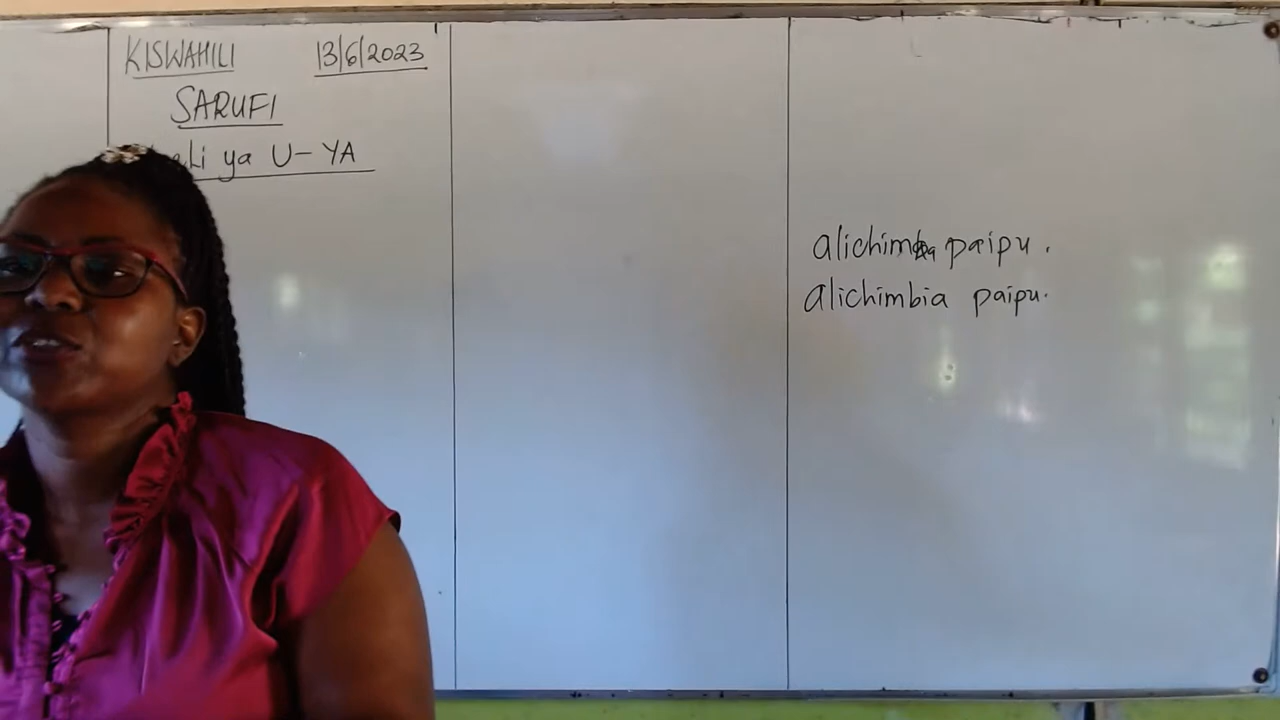 KISWAHILI 13/6/2023
SARUFI
ya U-YA
alichimba paipu.
alichimbia paipu.